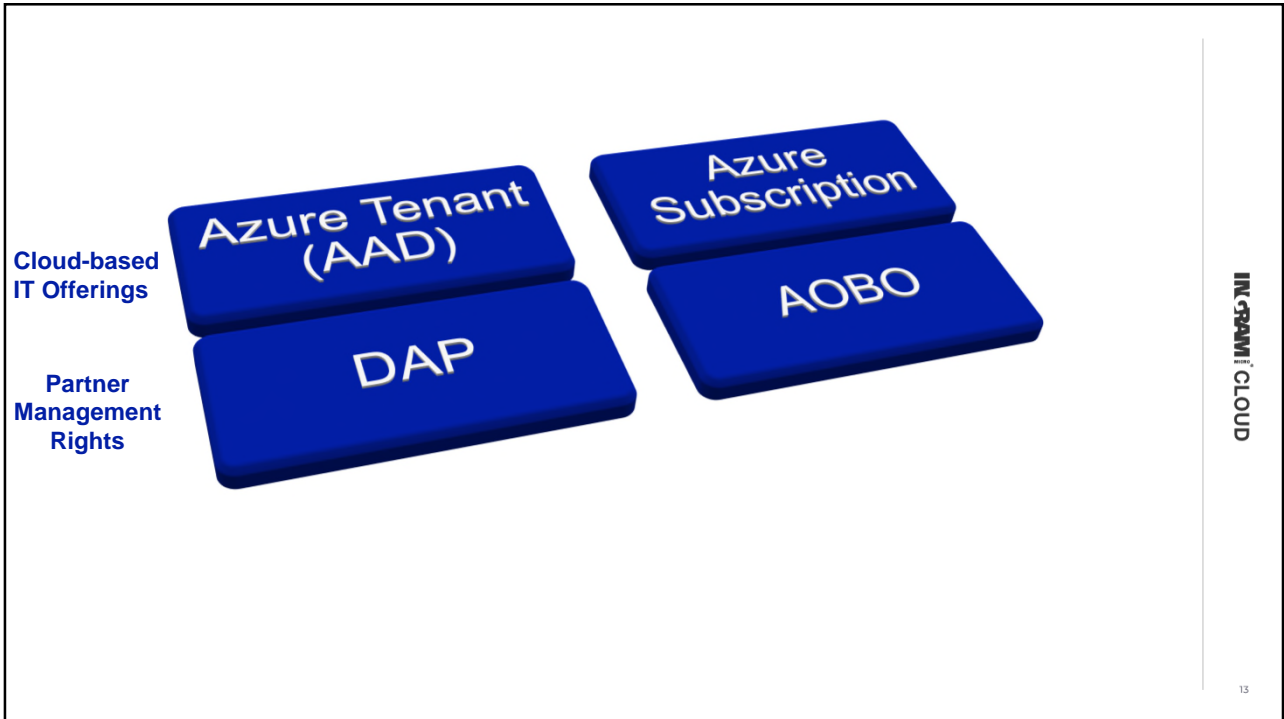 Azure Tenant
(AAD)
Azure
Subscription
Cloud-based
IT Offerings
DAP
AOBO
Partner
Management
Rights
INGRAM MICRO CLOUD
13